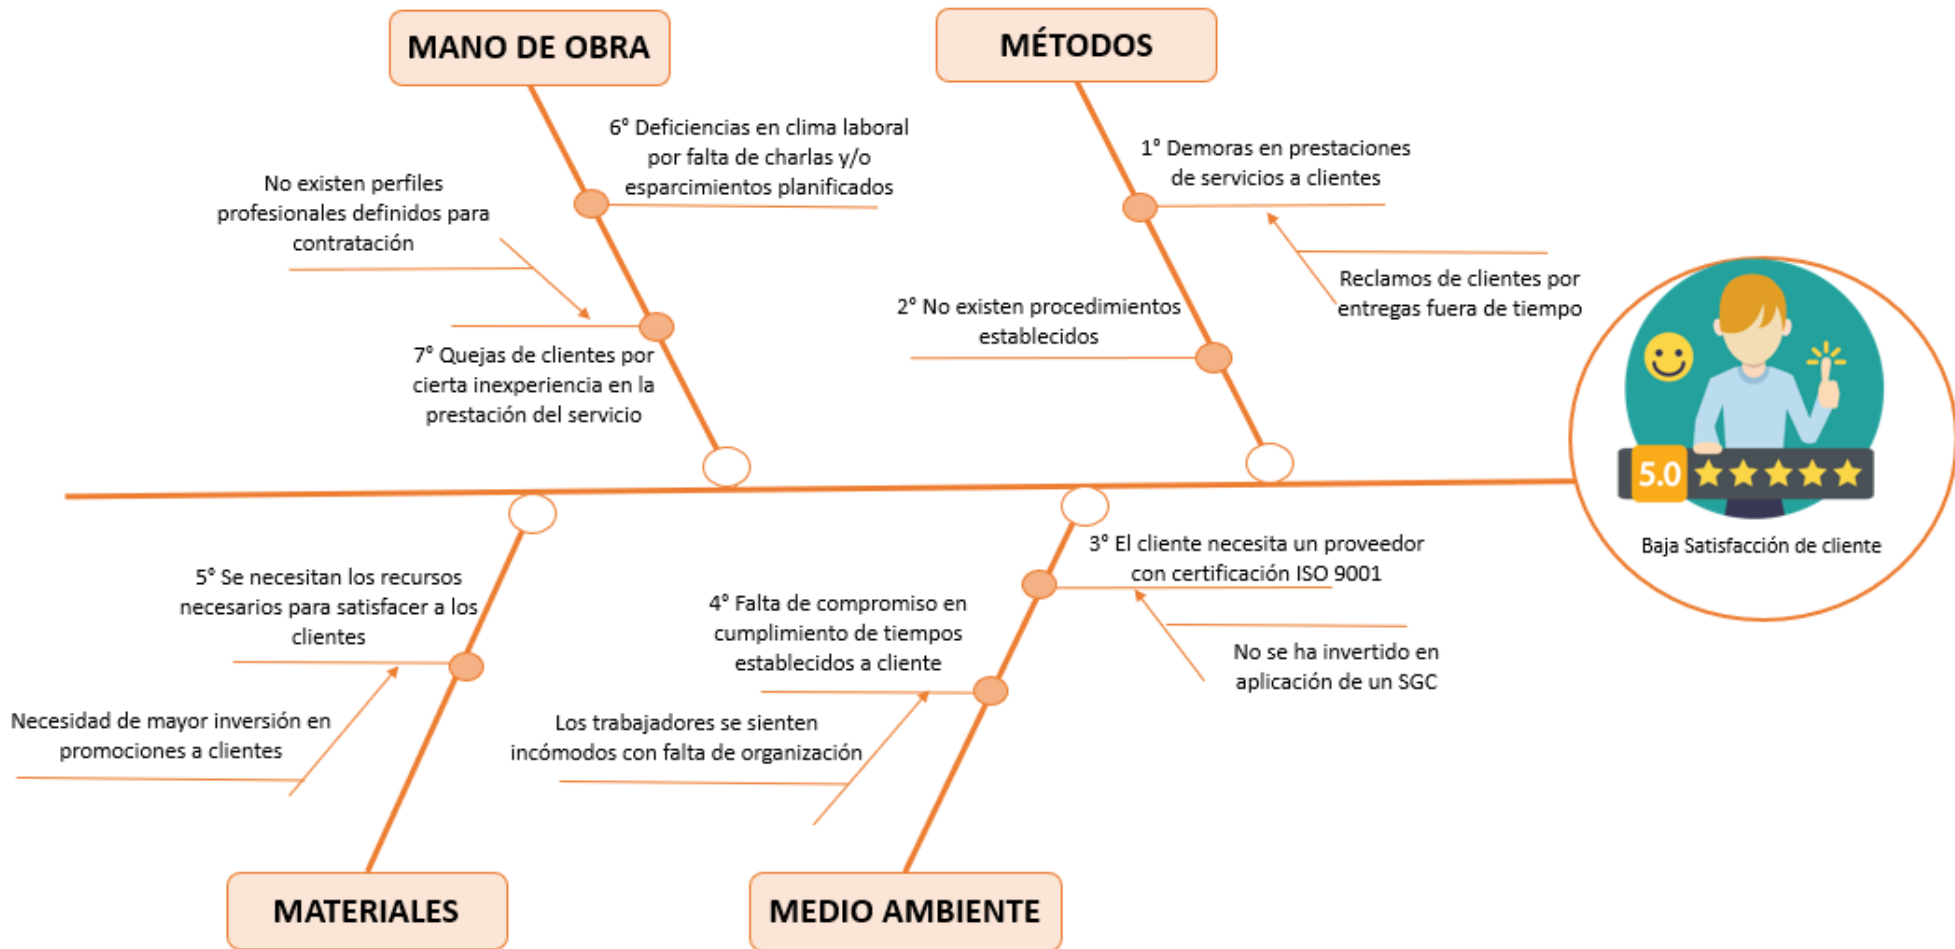 MANO DE OBRA
MÉTODOS
6° Deficiencias en clima laboral
por falta de charlas y/o
esparcimientos planificados
1° Demoras en prestaciones
de servicios a clientes
No existen perfiles
profesionales definidos para
contratación
Reclamos de clientes por
entregas fuera de tiempo
2° No existen procedimientos
establecidos
7° Quejas de clientes por
cierta inexperiencia en la
prestación del servicio
5.0
Baja Satisfacción de cliente
5° Se necesitan los recursos
necesarios para satisfacer a los
clientes
3° El cliente necesita un proveedor
con certificación ISO 9001
4° Falta de compromiso en
cumplimiento de tiempos
establecidos a cliente
No se ha invertido en
aplicación de un SGC
Necesidad de mayor inversión en
promociones a clientes
Los trabajadores se sienten
incómodos con falta de organización
MATERIALES
MEDIO AMBIENTE